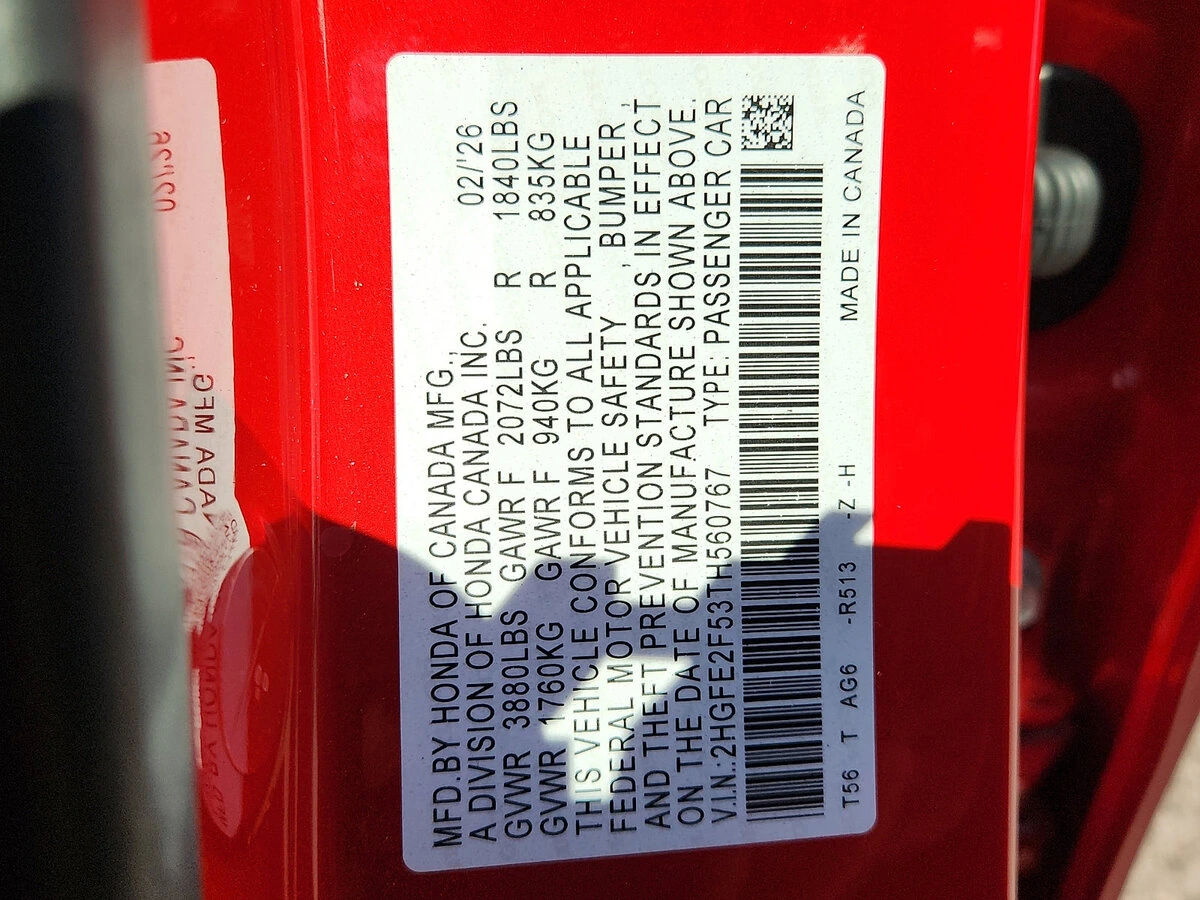 MFD.BY HONDA OF CANADA MFG.,
A DIVISION OF HONDA CANADA INC. 02/'26
GVWR 3880LBS GAWR F 2072LBS R 1840LBS
GVWR 1760KG GAWR F 940KG R 835KG
THIS VEHICLE CONFORMS TO ALL APPLICABLE
FEDERAL MOTOR VEHICLE SAFETY , BUMPER ,
AND THEFT PREVENTION STANDARDS IN EFFECT
ON THE DATE OF MANUFACTURE SHOWN ABOVE.
V.I.N.:2HGFE2F53TH560767 TYPE: PASSENGER CAR
T56 T AG6 -R513 -Z -H MADE IN CANADA